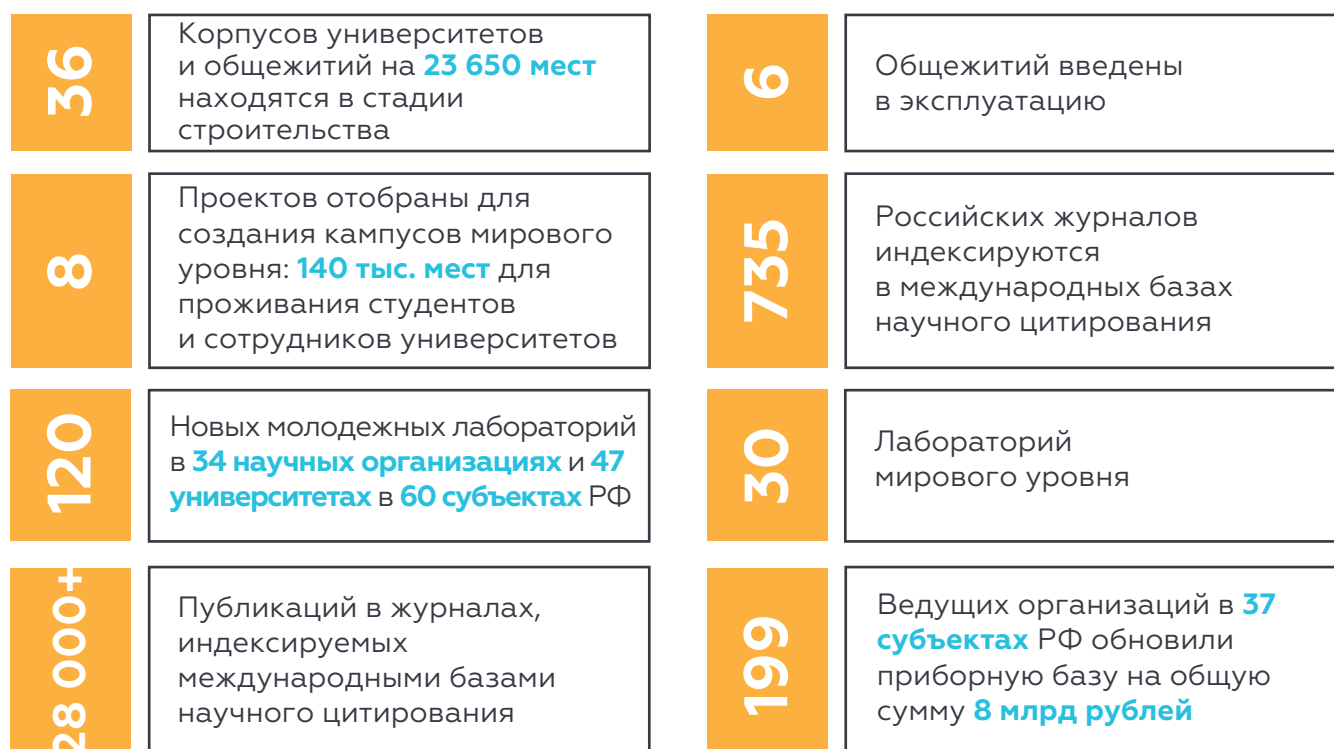 36
Корпусов университетов
и общежитий на 23 650 мест
находятся в стадии
строительства
6
Общежитий введены
в эксплуатацию
8
Проектов отобраны для
создания кампусов мирового
уровня: 140 тыс. мест для
проживания студентов
и сотрудников университетов
735
Российских журналов
индексируются
в международных базах
научного цитирования
120
Новых молодежных лабораторий
в 34 научных организациях и 47
университетах в 60 субъектах РФ
30
Лабораторий
мирового уровня
28 000+
Публикаций в журналах,
индексируемых
международными базами
научного цитирования
199
Ведущих организаций в 37
субъектах РФ обновили
приборную базу на общую
сумму 8 млрд рублей